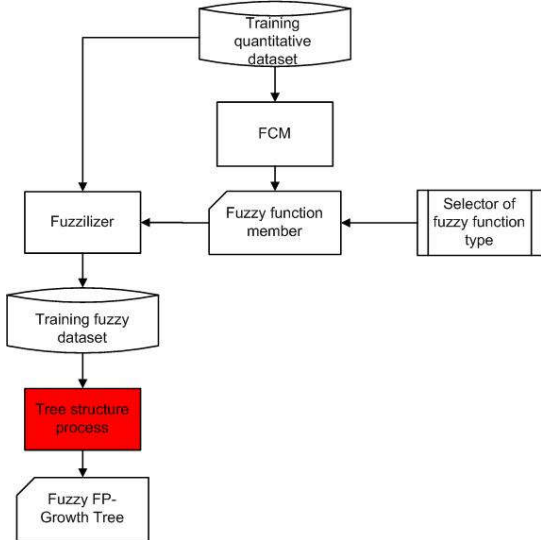 Training
quantitative
dataset
FCM
Fuzzilizer
Fuzzy function
member
Selector of
fuzzy function
type
Training fuzzy
dataset
Tree structure
process
Fuzzy FP-
Growth Tree